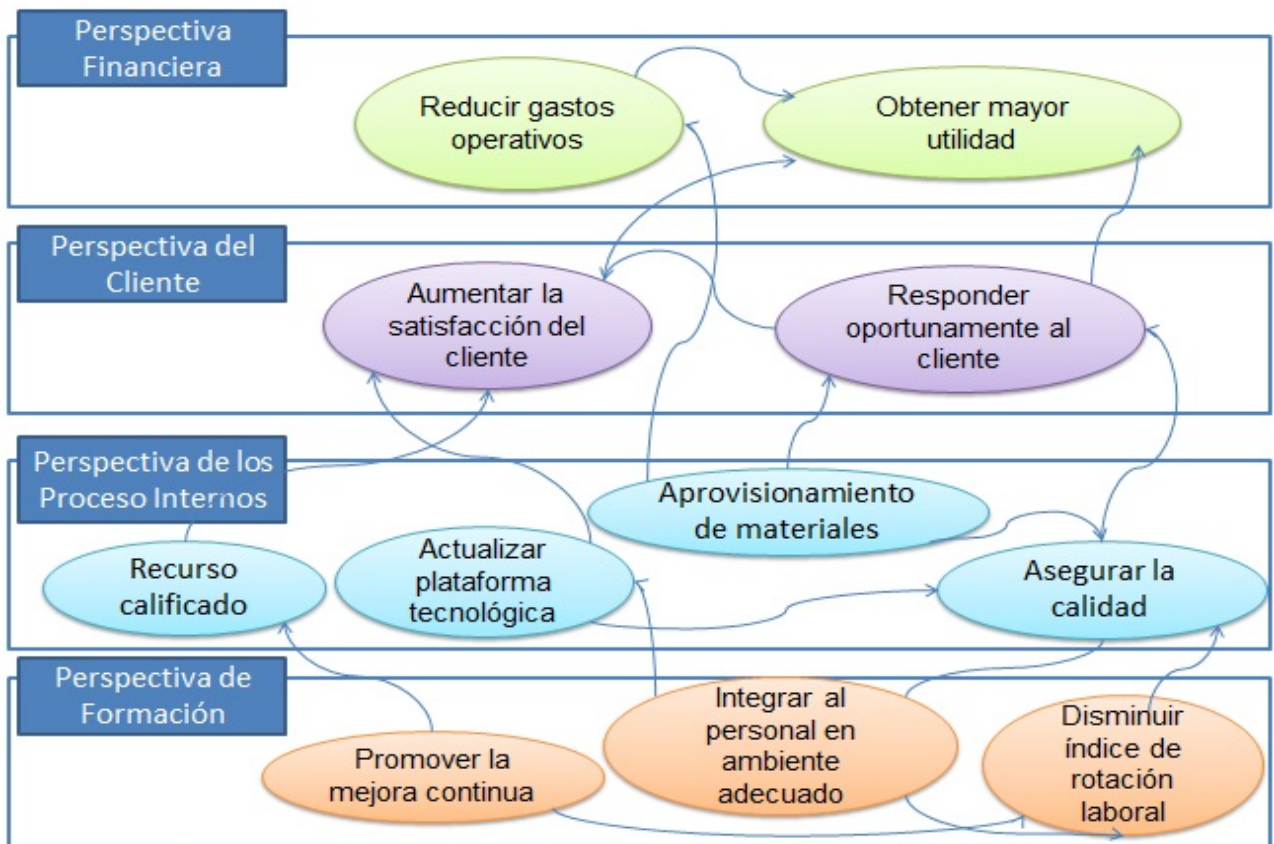 Perspectiva
Financiera
Reducir gastos
operativos
Obtener mayor
utilidad
Perspectiva del
Cliente
Aumentar la
satisfacción del
cliente
Responder
oportunamente al
cliente
Perspectiva de los
Proceso Internos
Aprovisionamiento
de materiales
Recurso
calificado
Actualizar
plataforma
tecnológica
Asegurar la
calidad
Perspectiva de
Formación
Promover la
mejora continua
Integrar al
personal en
ambiente
adecuado
Disminuir
índice de
rotación
laboral